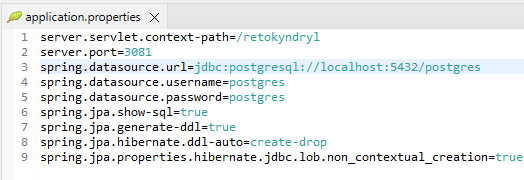 application.properties
1 server.servlet.context-path=/retokyndryl
2 server.port=3081
3 spring.datasource.url=jdbc:postgresql://localhost:5432/postgres
4 spring.datasource.username=postgres
5 spring.datasource.password=postgres
6 spring.jpa.show-sql=true
7 spring.jpa.generate-ddl=true
8 spring.jpa.hibernate.ddl-auto=create-drop
9 spring.jpa.properties.hibernate.jdbc.lob.non_contextual_creation=true